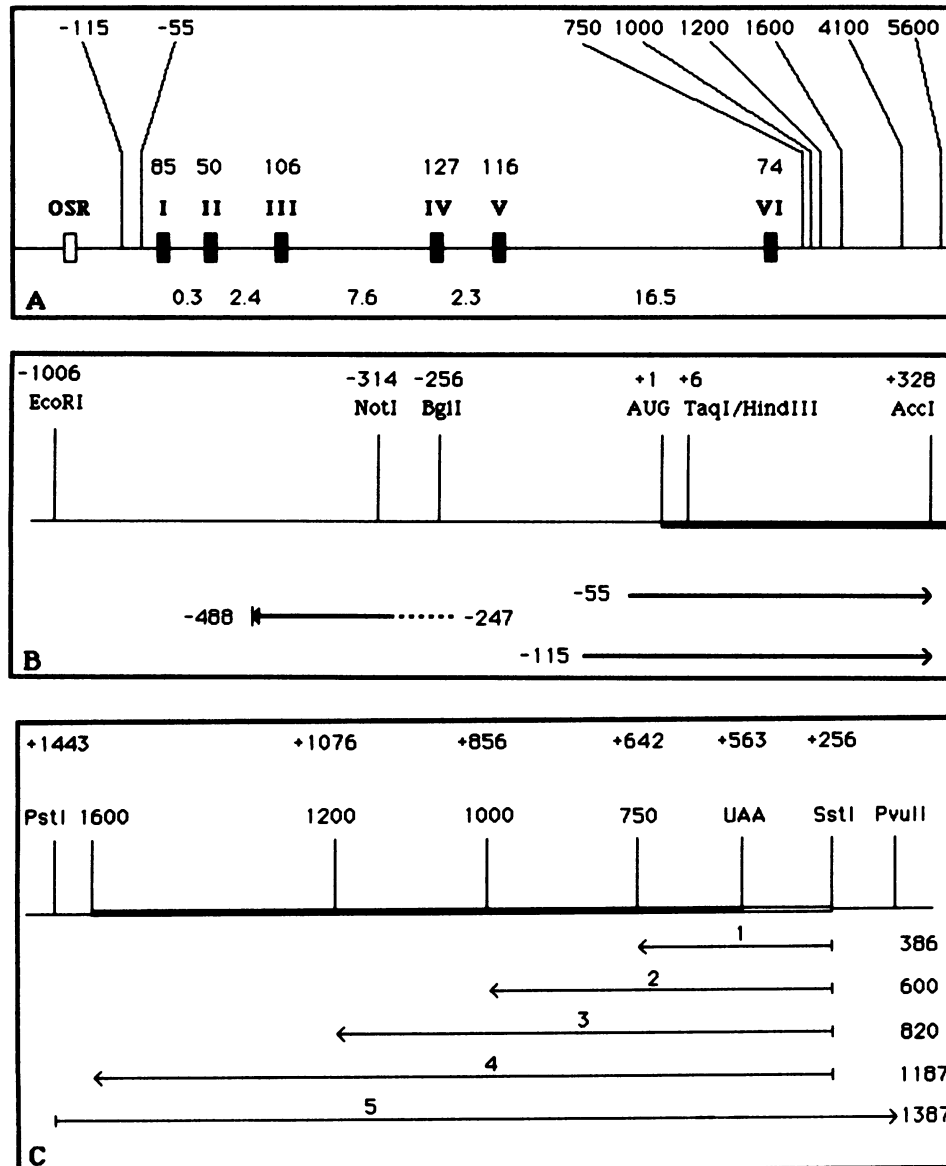 -115 -55 750 1000 1200 1600 4100 5600
85 50 106 127 116 74
OSR I II III IV V VI
0.3 2.4 7.6 2.3 16.5
A
-1006 -314 -256 +1 +6 +328
EcoRI NotI BglI AUG TaqI/HindIII AccI
-55
-488 -247
-115
B
+1443 +1076 +856 +642 +563 +256
PstI 1600 1200 1000 750 UAA SstI PvuII
1 386
2 600
3 820
4 1187
5 1387
C